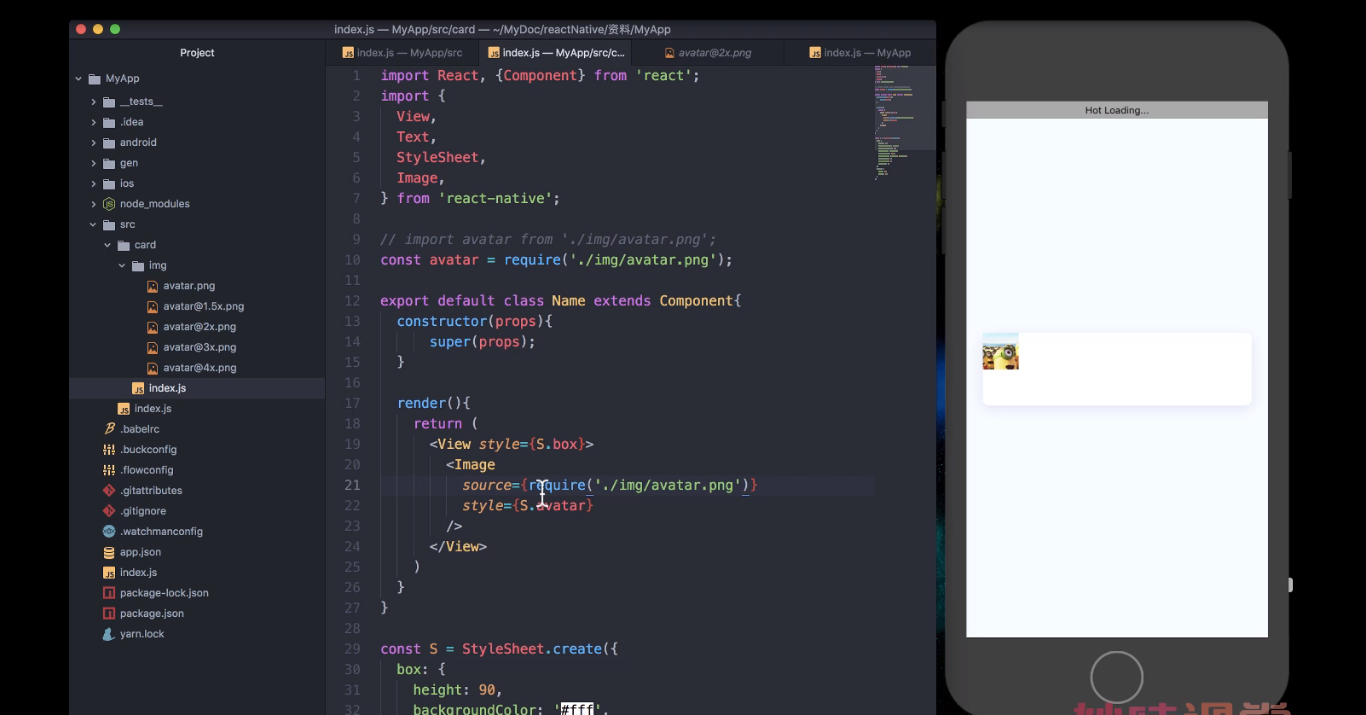 index.js — MyApp/src/card — ~/MyDoc/reactNative/资料/MyApp
Project
index.js — MyApp/src
index.js — MyApp/src/c...
avatar@2x.png
index.js — MyApp
MyApp
__tests__
.idea
android
gen
ios
node_modules
src
card
img
avatar.png
avatar@1.5x.png
avatar@2x.png
avatar@3x.png
avatar@4x.png
index.js
index.js
.babelrc
.buckconfig
.flowconfig
.gitattributes
.gitignore
.watchmanconfig
app.json
index.js
package-lock.json
package.json
yarn.lock
1 import React, {Component} from 'react';
2 import {
3 View,
4 Text,
5 StyleSheet,
6 Image,
7 } from 'react-native';
8
9 // import avatar from './img/avatar.png';
10 const avatar = require('./img/avatar.png');
11
12 export default class Name extends Component{
13 constructor(props){
14 super(props);
15 }
16
17 render(){
18 return (
19 <View style={S.box}>
20 <Image
21 source={require('./img/avatar.png')}
22 style={S.avatar}
23 />
24 </View>
25 )
26 }
27 }
28
29 const S = StyleSheet.create({
30 box: {
31 height: 90,
32 backgroundColor: '#fff',
Hot Loading...